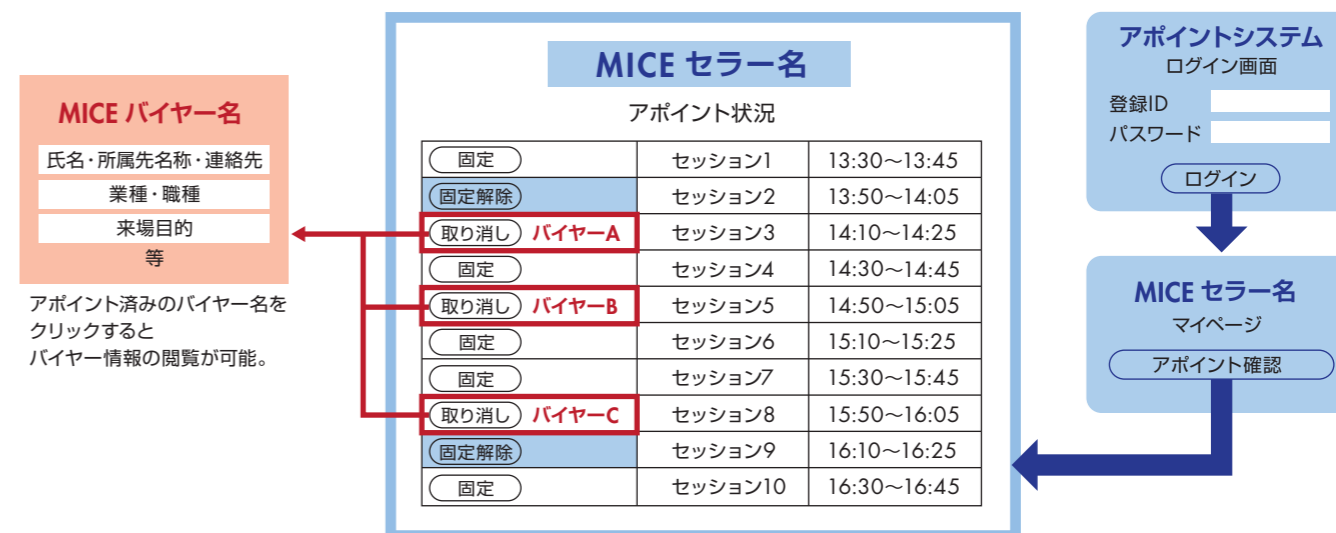 MICE バイヤー名
氏名・所属先名称・連絡先
業種・職種
来場目的
等
アポイント済みのバイヤー名を
クリックすると
バイヤー情報の閲覧が可能。
MICE セラー名
アポイント状況
固定 セッション1 13:30～13:45
固定解除 セッション2 13:50～14:05
取り消し バイヤーA セッション3 14:10～14:25
固定 セッション4 14:30～14:45
取り消し バイヤーB セッション5 14:50～15:05
固定 セッション6 15:10～15:25
固定 セッション7 15:30～15:45
取り消し バイヤーC セッション8 15:50～16:05
固定解除 セッション9 16:10～16:25
固定 セッション10 16:30～16:45
アポイントシステム
ログイン画面
登録ID
パスワード
ログイン
MICE セラー名
マイページ
アポイント確認